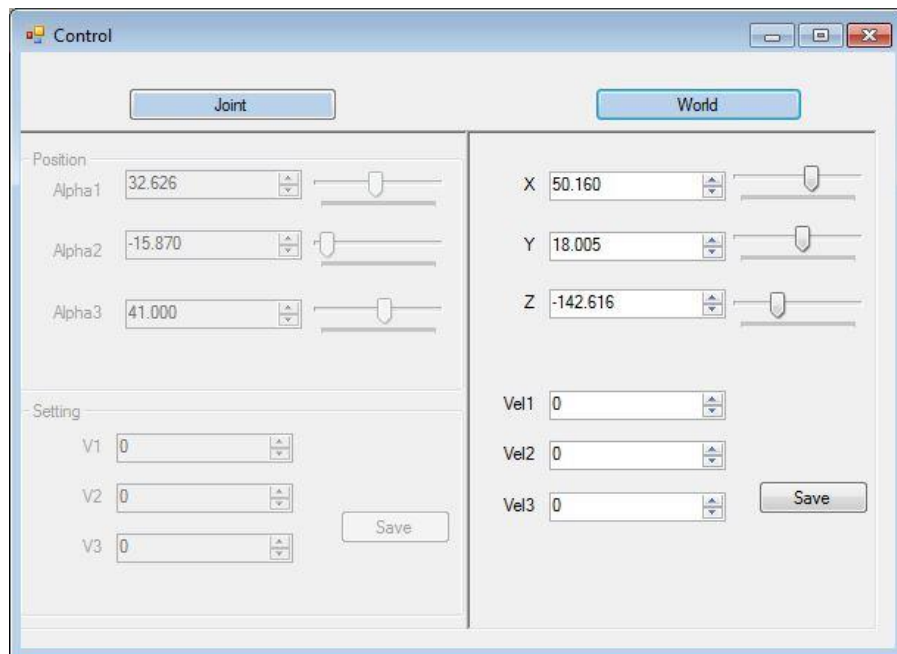 Control
Joint
World
Position
Alpha1 32.626
Alpha2 -15.870
Alpha3 41.000
Setting
V1 0
V2 0
V3 0
Save
X 50.160
Y 18.005
Z -142.616
Vel1 0
Vel2 0
Vel3 0
Save